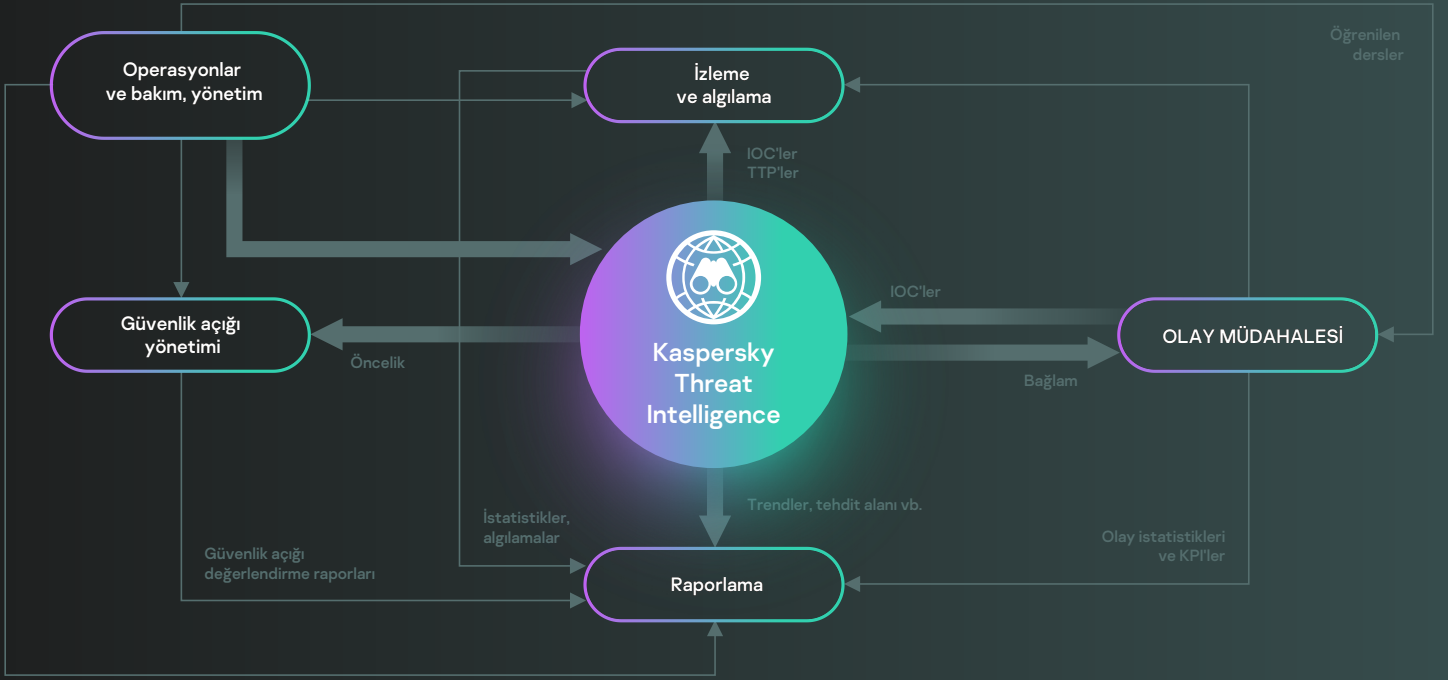 Öğrenilen
dersler
Operasyonlar
ve bakım, yönetim
İzleme
ve algılama
IOC'ler
TTP'ler
IOC'ler
Güvenlik açığı
yönetimi
OLAY MÜDAHALESİ
Öncelik
Kaspersky
Threat
Intelligence
Bağlam
Trendler, tehdit alanı vb.
İstatistikler,
algılamalar
Olay istatistikleri
ve KPI'ler
Güvenlik açığı
değerlendirme raporları
Raporlama